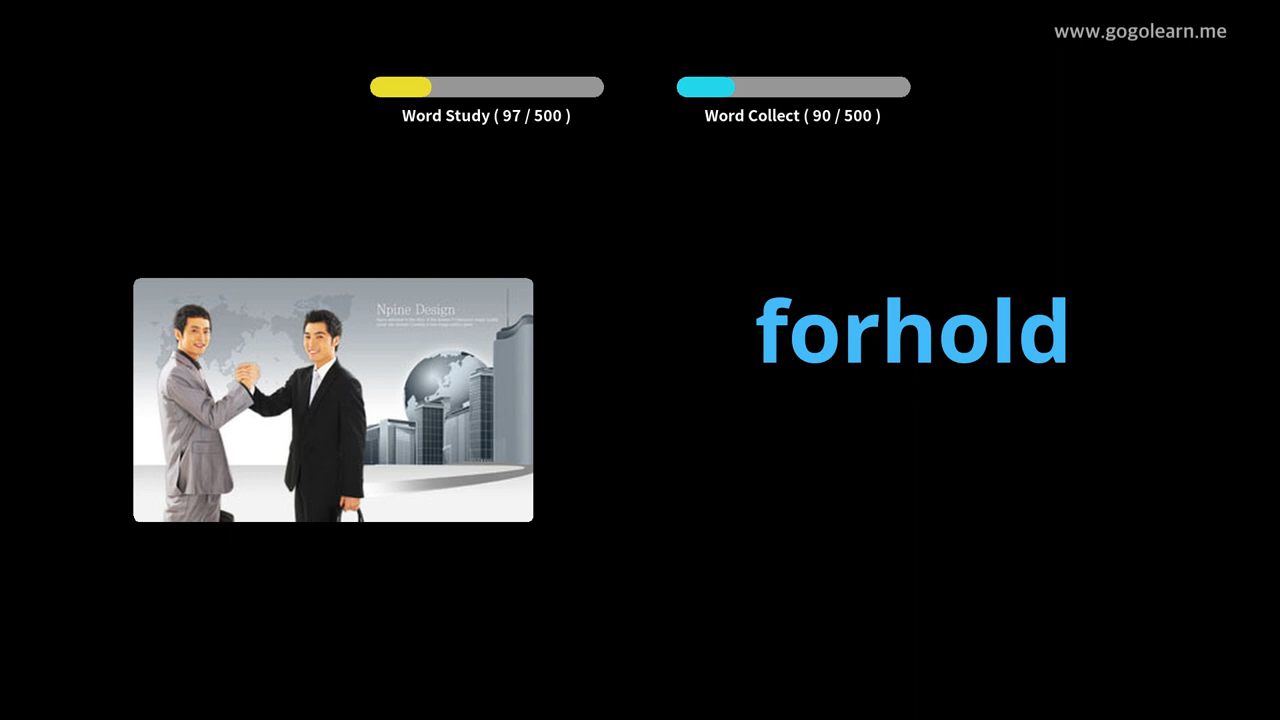 www.gogolearn.me
Word Study ( 97 / 500 )
Word Collect ( 90 / 500 )
Npine Design
forhold